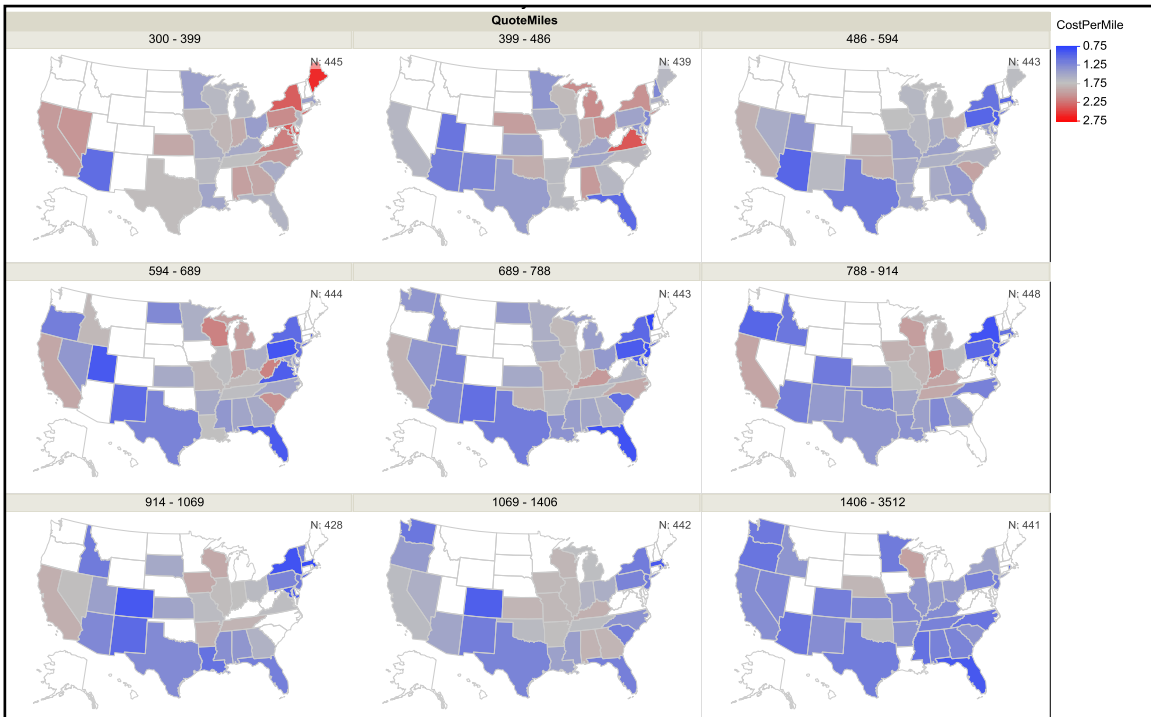 QuoteMiles
300 - 399
399 - 486
486 - 594
N: 445
N: 439
N: 443
594 - 689
689 - 788
788 - 914
N: 444
N: 443
N: 448
914 - 1069
1069 - 1406
1406 - 3512
N: 428
N: 442
N: 441
CostPerMile
0.75
1.25
1.75
2.25
2.75